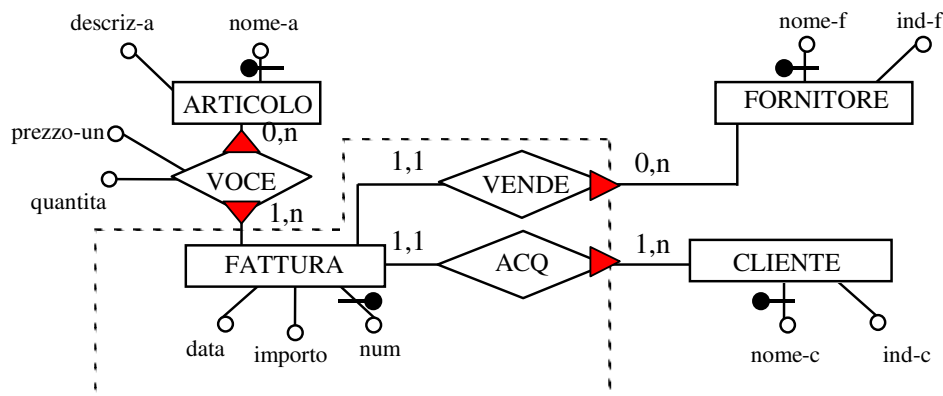 descriz-a nome-a nome-f ind-f
ARTICOLO FORNITORE
prezzo-un 0,n
1,1 VENDE 0,n
VOCE
quantita 1,n
1,1 ACQ 1,n
FATTURA CLIENTE
data importo num nome-c ind-c